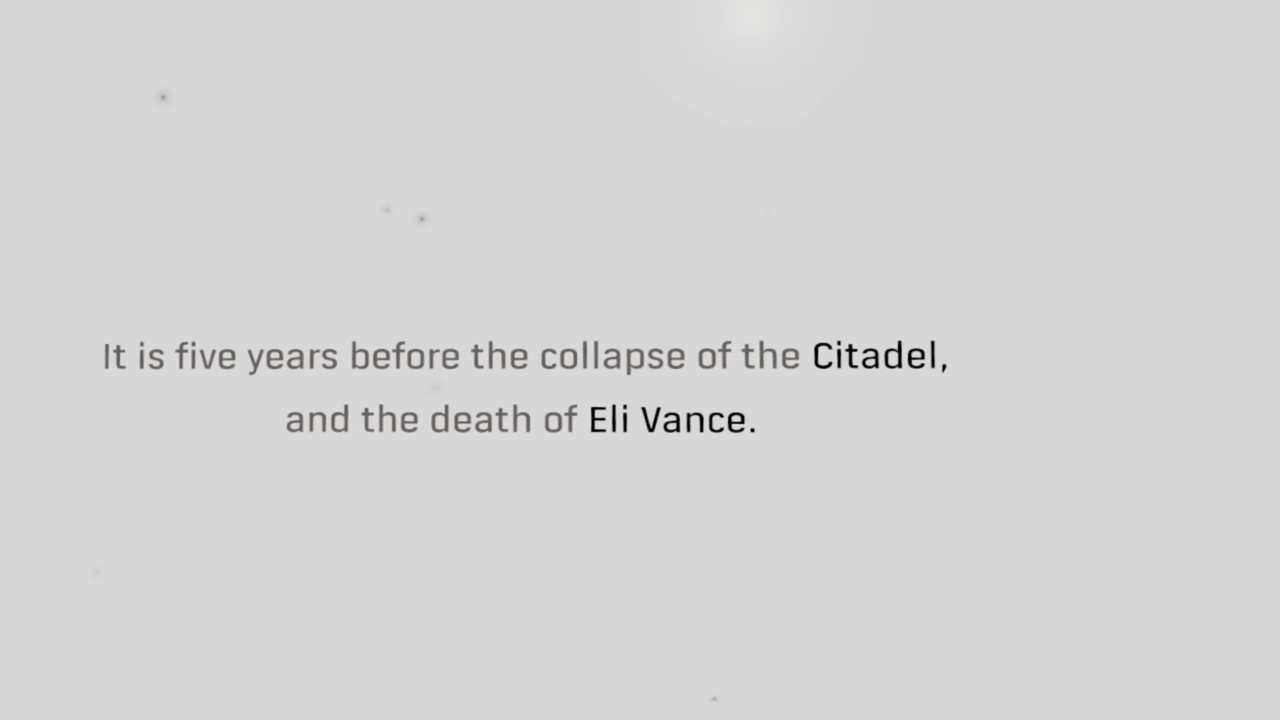 It is five years before the collapse of the Citadel,
and the death of Eli Vance.